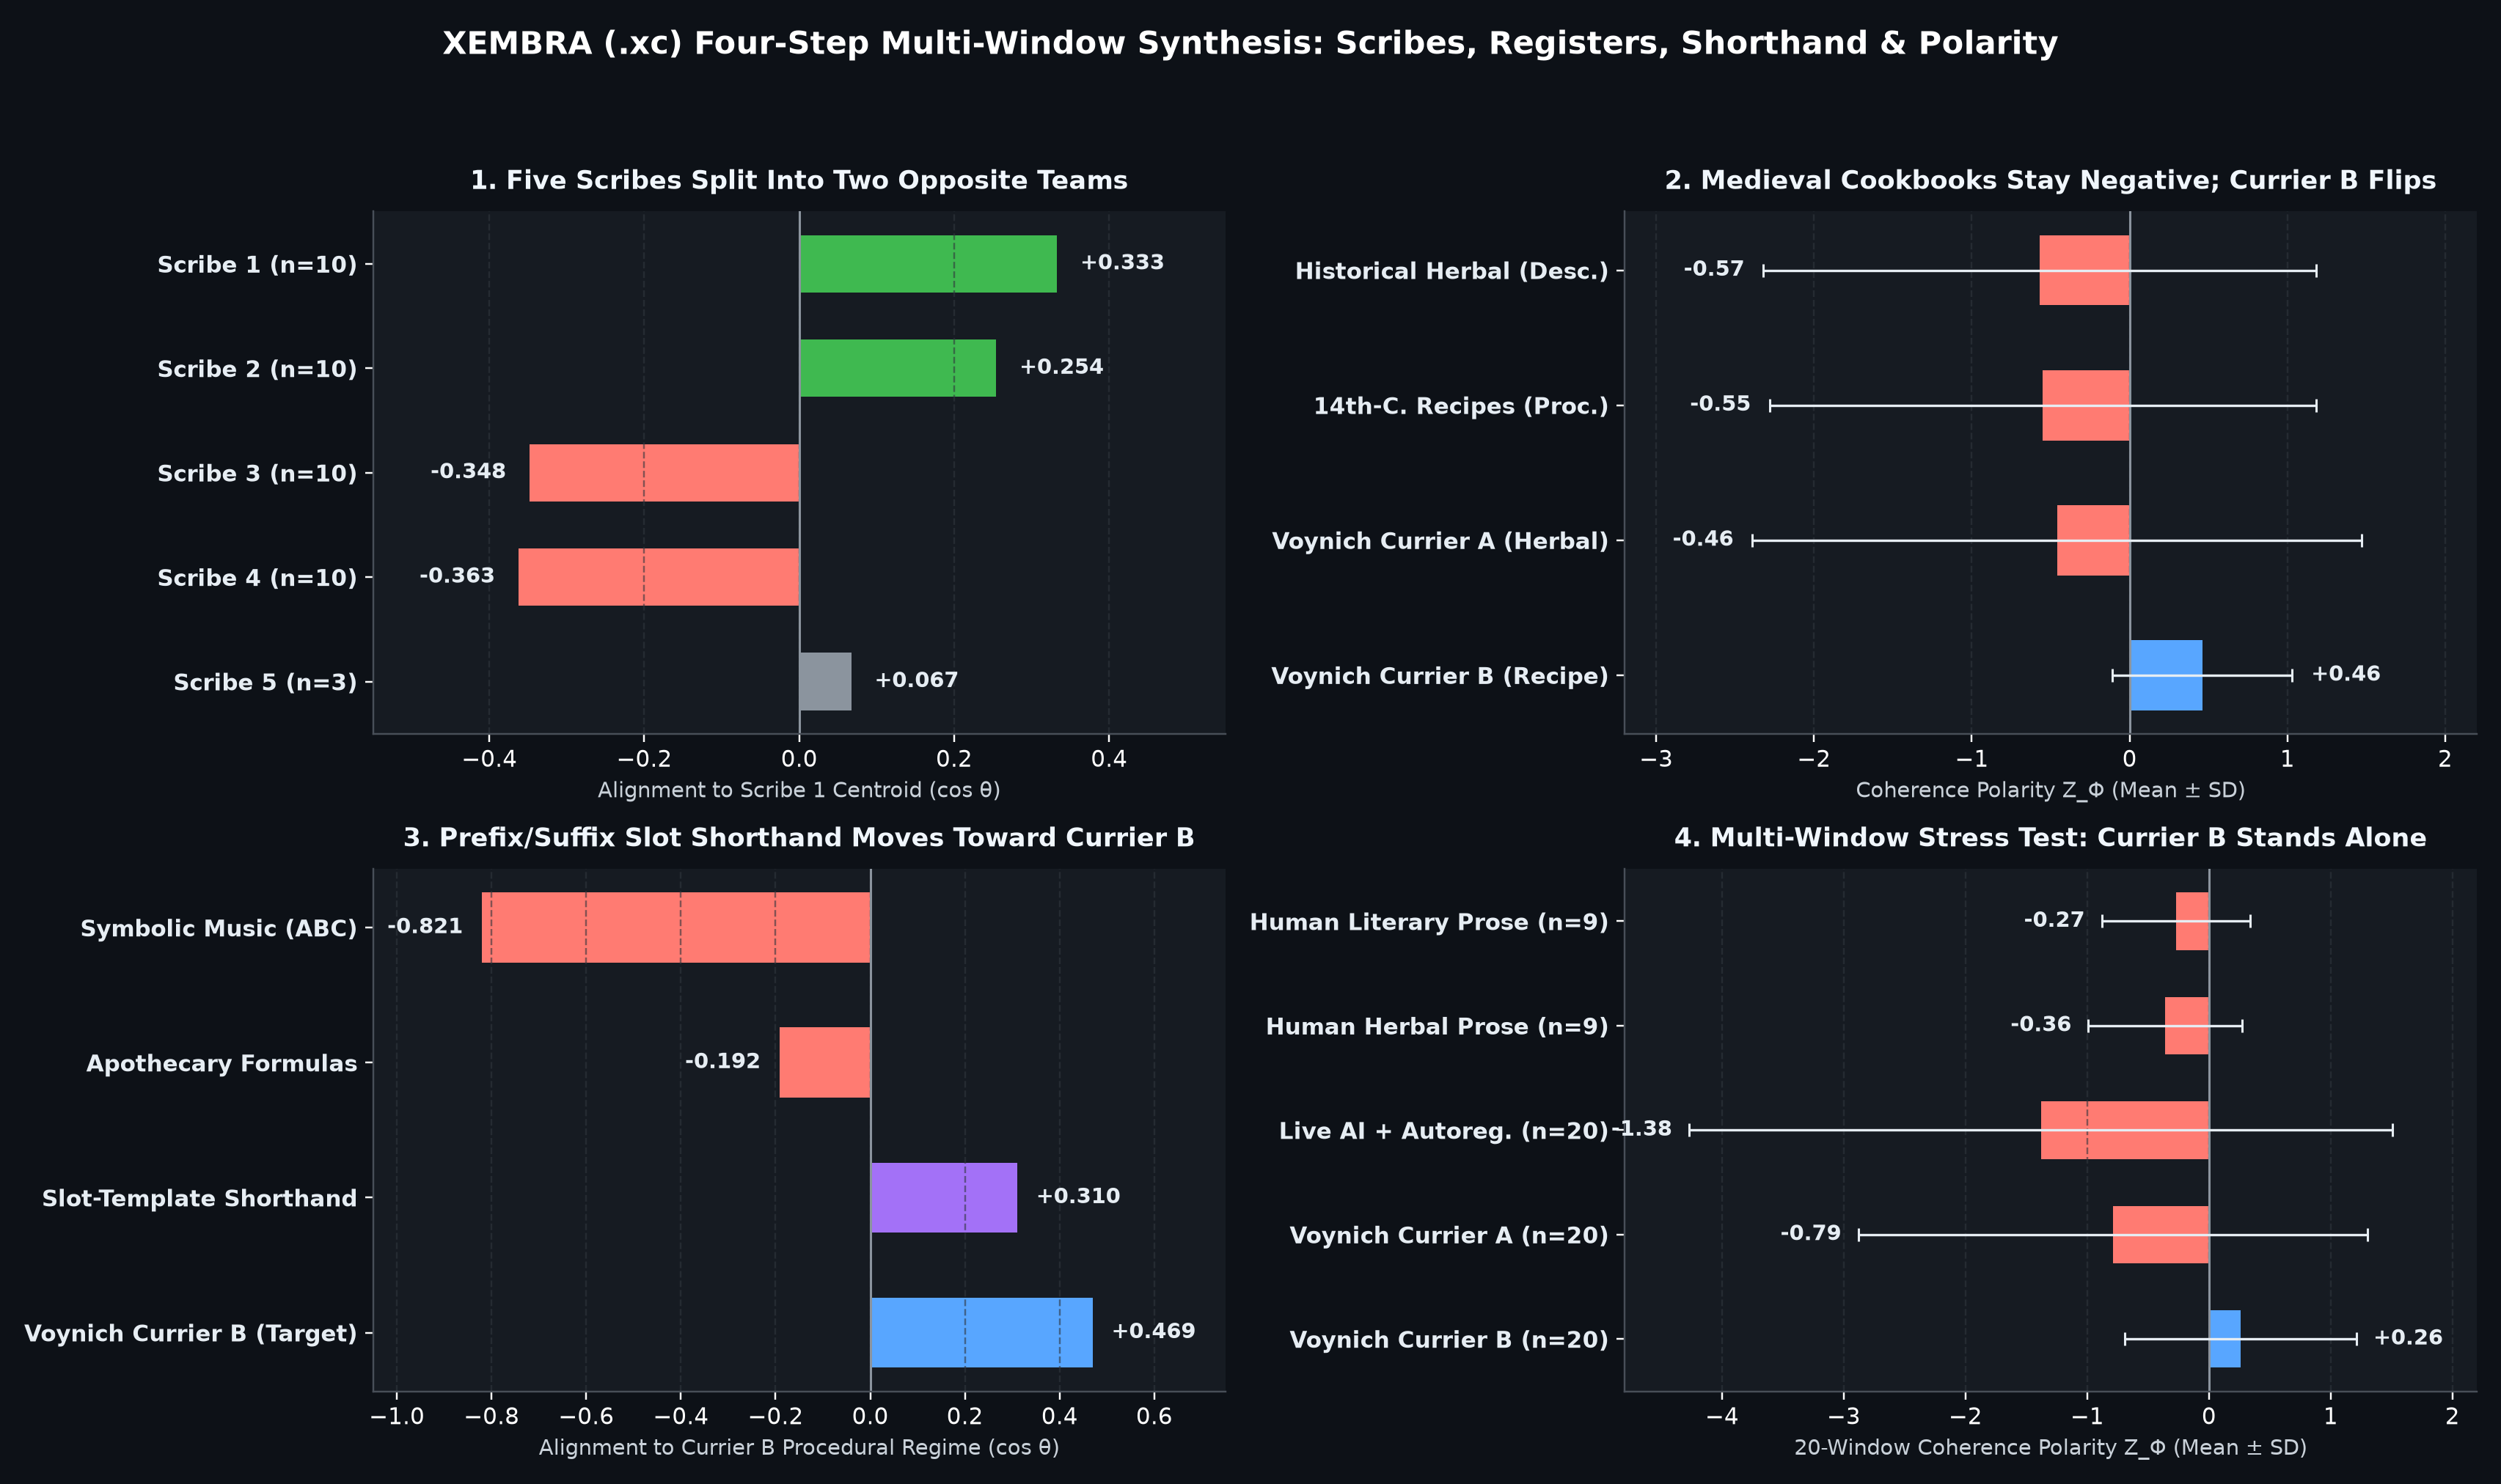 XEMBRA (.xc) Four-Step Multi-Window Synthesis: Scribes, Registers, Shorthand & Polarity
1. Five Scribes Split Into Two Opposite Teams
Scribe 1 (n=10)
+0.333
Scribe 2 (n=10)
+0.254
Scribe 3 (n=10)
-0.348
Scribe 4 (n=10)
-0.363
Scribe 5 (n=3)
+0.067
−0.4 −0.2 0.0 0.2 0.4
Alignment to Scribe 1 Centroid (cos θ)
2. Medieval Cookbooks Stay Negative; Currier B Flips
Historical Herbal (Desc.)
-0.57
14th-C. Recipes (Proc.)
-0.55
Voynich Currier A (Herbal)
-0.46
Voynich Currier B (Recipe)
+0.46
−3 −2 −1 0 1 2
Coherence Polarity Z_Φ (Mean ± SD)
3. Prefix/Suffix Slot Shorthand Moves Toward Currier B
Symbolic Music (ABC)
-0.821
Apothecary Formulas
-0.192
Slot-Template Shorthand
+0.310
Voynich Currier B (Target)
+0.469
−1.0 −0.8 −0.6 −0.4 −0.2 0.0 0.2 0.4 0.6
Alignment to Currier B Procedural Regime (cos θ)
4. Multi-Window Stress Test: Currier B Stands Alone
Human Literary Prose (n=9)
-0.27
Human Herbal Prose (n=9)
-0.36
Live AI + Autoreg. (n=20)
-1.38
Voynich Currier A (n=20)
-0.79
Voynich Currier B (n=20)
+0.26
−4 −3 −2 −1 0 1 2
20-Window Coherence Polarity Z_Φ (Mean ± SD)